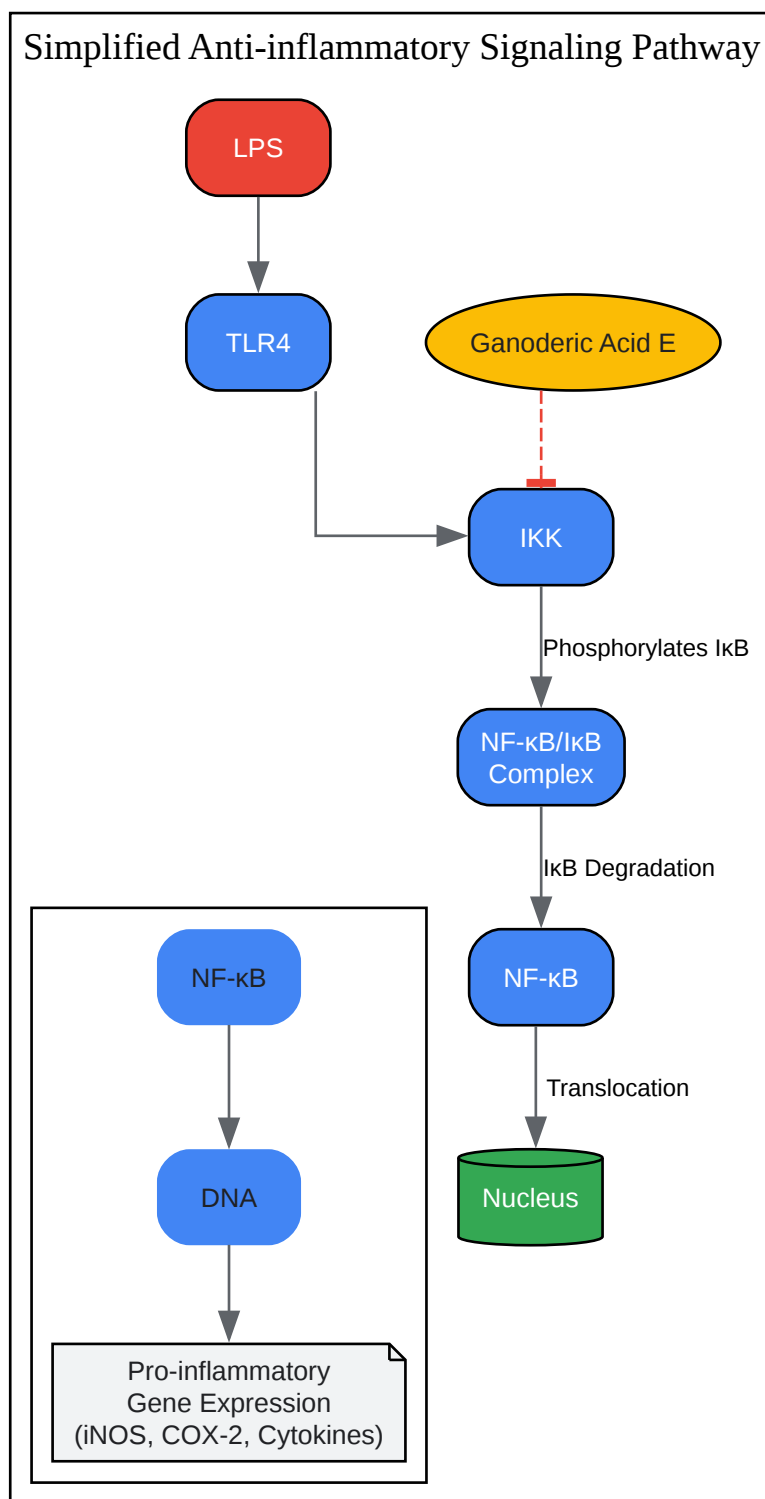 Simplified Anti-inflammatory Signaling Pathway
LPS
TLR4
Ganoderic Acid E
IKK
Phosphorylates IκB
NF-κB/IκB
Complex
IκB Degradation
NF-κB
NF-κB
Translocation
DNA
Nucleus
Pro-inflammatory
Gene Expression
(iNOS, COX-2, Cytokines)